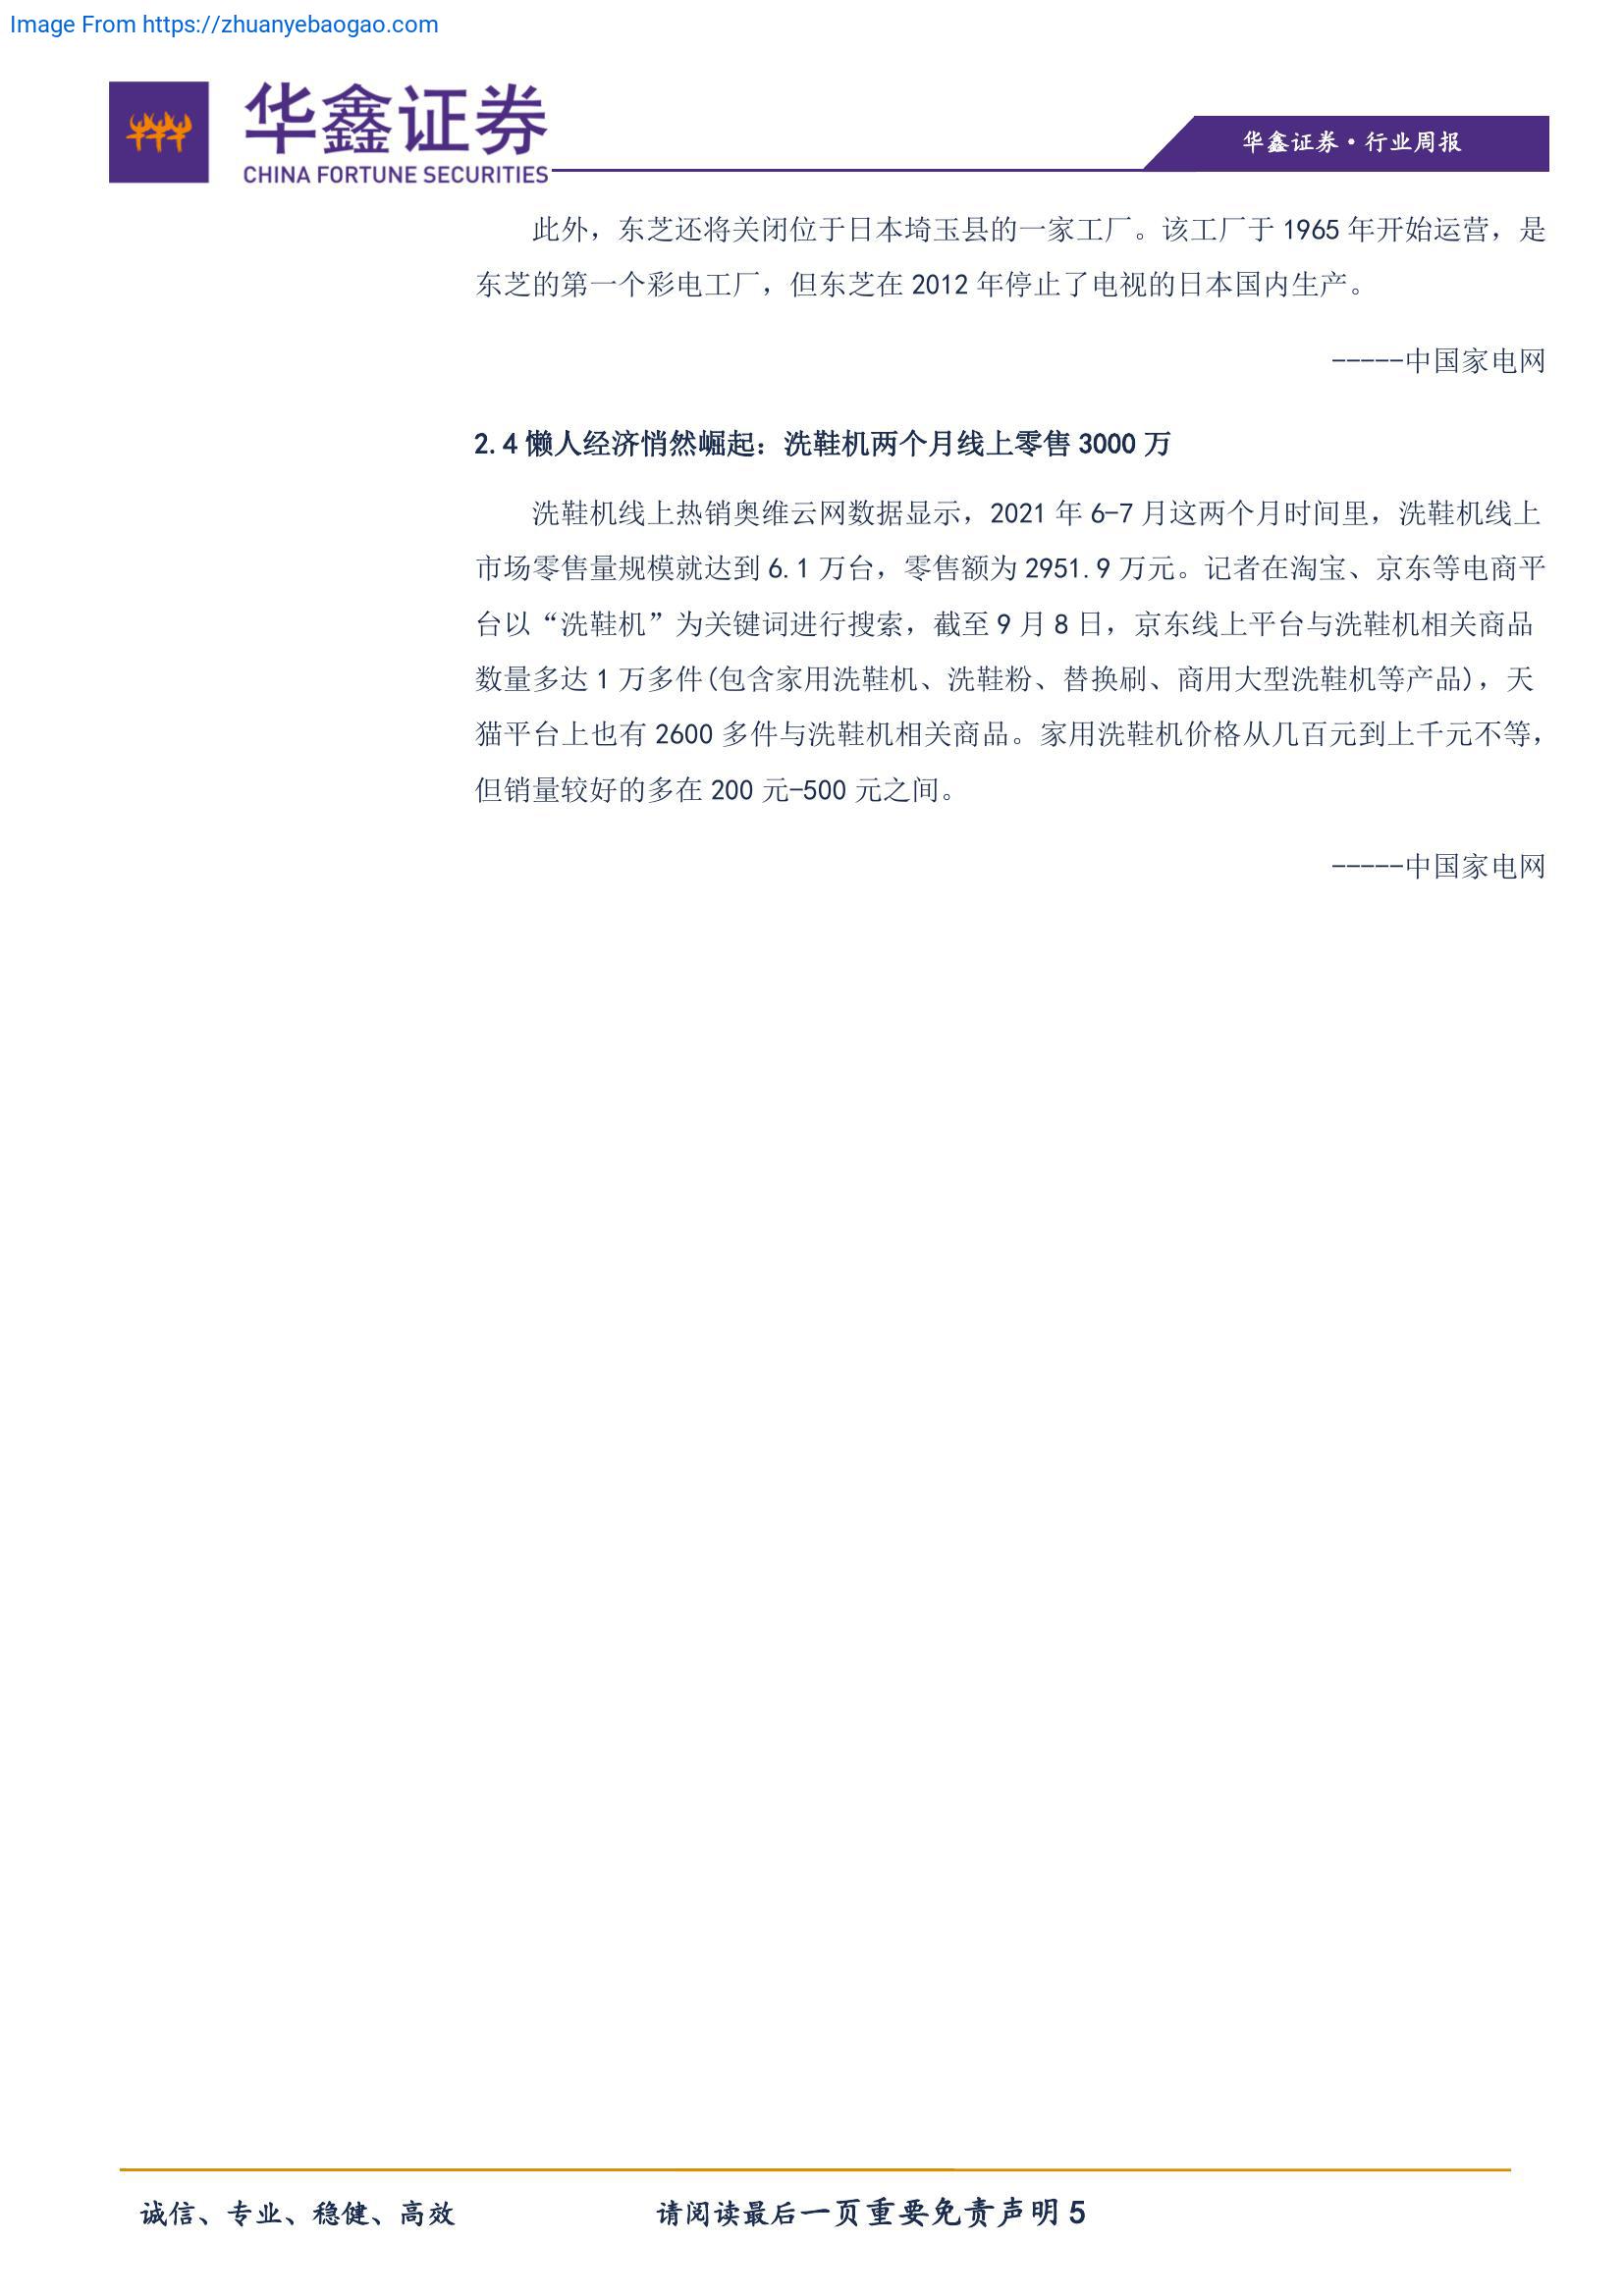 Image From https://zhuanyebaogao.com
华鑫证券
CHINA FORTUNE SECURITIES
华鑫证券·行业周报
此外，东芝还将关闭位于日本埼玉县的一家工厂。该工厂于 1965 年开始运营，是
东芝的第一个彩电工厂，但东芝在 2012 年停止了电视的日本国内生产。
-----中国家电网
2.4 懒人经济悄然崛起：洗鞋机两个月线上零售 3000 万
洗鞋机线上热销奥维云网数据显示，2021 年 6-7 月这两个月时间里，洗鞋机线上
市场零售量规模就达到 6.1 万台，零售额为 2951.9 万元。记者在淘宝、京东等电商平
台以“洗鞋机”为关键词进行搜索，截至 9 月 8 日，京东线上平台与洗鞋机相关商品
数量多达 1 万多件(包含家用洗鞋机、洗鞋粉、替换刷、商用大型洗鞋机等产品)，天
猫平台上也有 2600 多件与洗鞋机相关商品。家用洗鞋机价格从几百元到上千元不等，
但销量较好的多在 200 元-500 元之间。
-----中国家电网
诚信、专业、稳健、高效 请阅读最后一页重要免责声明 5